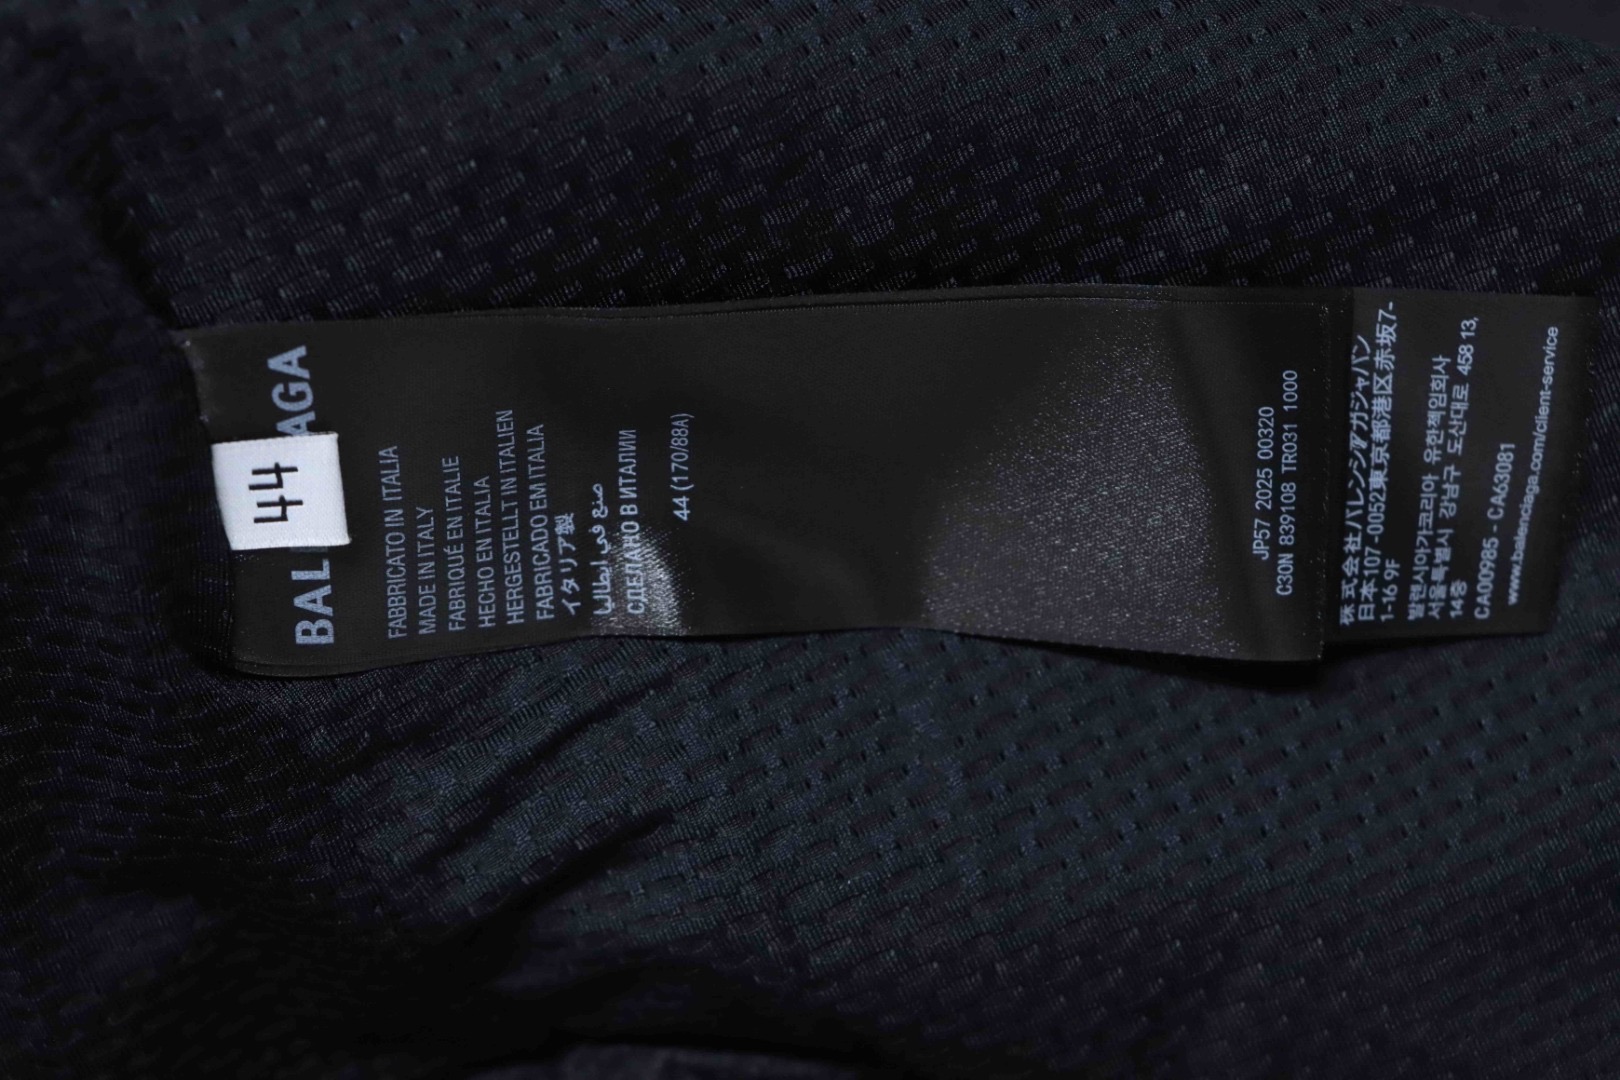 44
BAL AGA
FABBRICATO IN ITALIA
MADE IN ITALY
FABRIQUÉ EN ITALIE
HECHO EN ITALIA
HERGESTELLT IN ITALIEN
FABRICADO EM ITALIA
イタリア製
صنع في إيطاليا
СДЕЛАНО В ИТАЛИИ
44 (170/88A)
JP57 2025 00320
C30N 839108 TR031 1000
株式会社バレンシアガジャパン
日本107-0052東京都港区赤坂7-
1-16 9F
발렌시아가코리아 유한책임회사
서울특별시 강남구 도산대로 458 13,
14층
CA00985 - CA63081
www.balenciaga.com/client-service